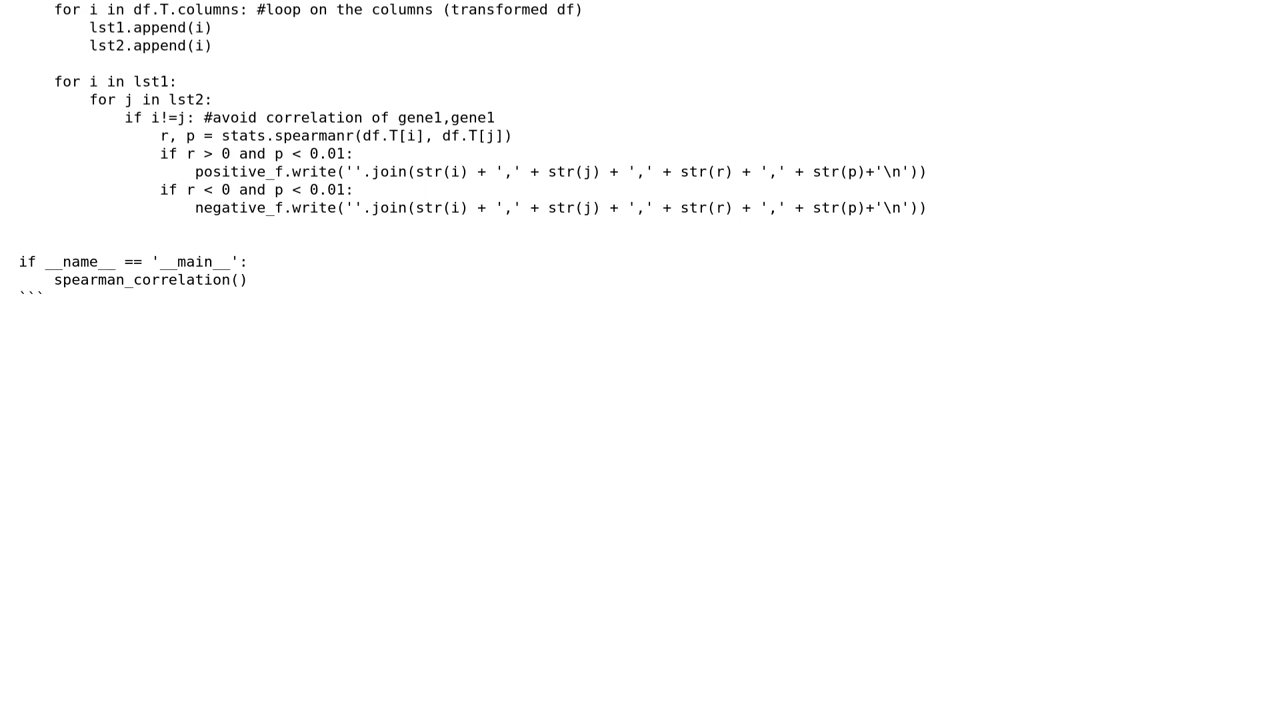 for i in df.T.columns: #loop on the columns (transformed df)
        lst1.append(i)
        lst2.append(i)

    for i in lst1:
        for j in lst2:
            if i!=j: #avoid correlation of gene1,gene1
                r, p = stats.spearmanr(df.T[i], df.T[j])
                if r > 0 and p < 0.01:
                    positive_f.write(''.join(str(i) + ',' + str(j) + ',' + str(r) + ',' + str(p)+'\n'))
                if r < 0 and p < 0.01:
                    negative_f.write(''.join(str(i) + ',' + str(j) + ',' + str(r) + ',' + str(p)+'\n'))


if __name__ == '__main__':
    spearman_correlation()
```